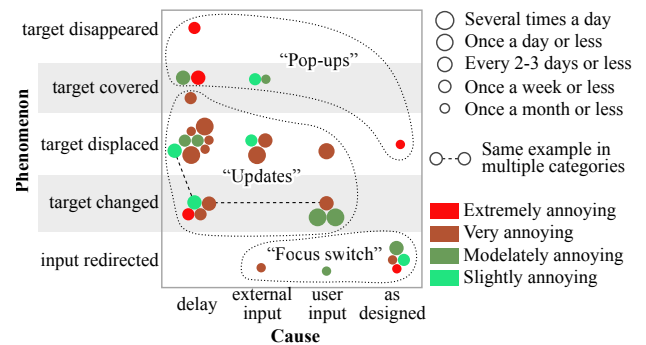 target disappeared
target covered
target displaced
target changed
input redirected
Phenomenon
"Pop-ups"
"Updates"
"Focus switch"
delay
external
input
user
input
as
designed
Cause
Several times a day
Once a day or less
Every 2-3 days or less
Once a week or less
Once a month or less
Same example in
multiple categories
Extremely annoying
Very annoying
Modelately annoying
Slightly annoying